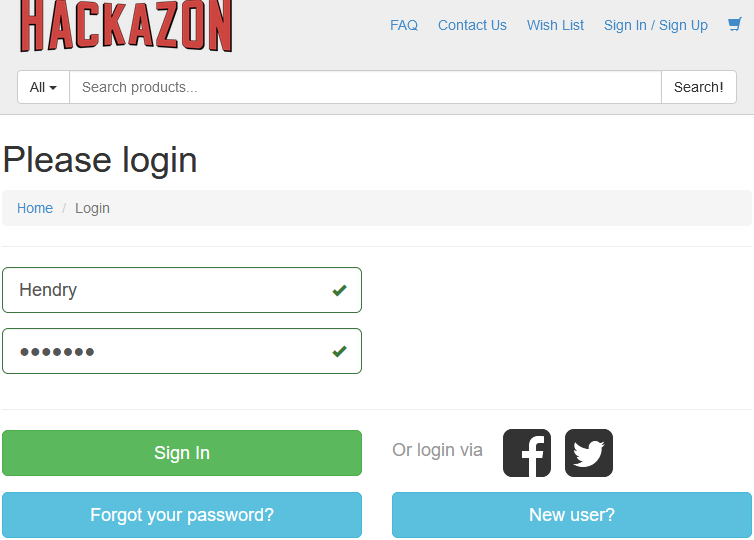 HACKAZON
FAQ Contact Us Wish List Sign In / Sign Up
All Search products... Search!
Please login
Home / Login
Hendry
•••••••
Sign In Or login via
Forgot your password? New user?